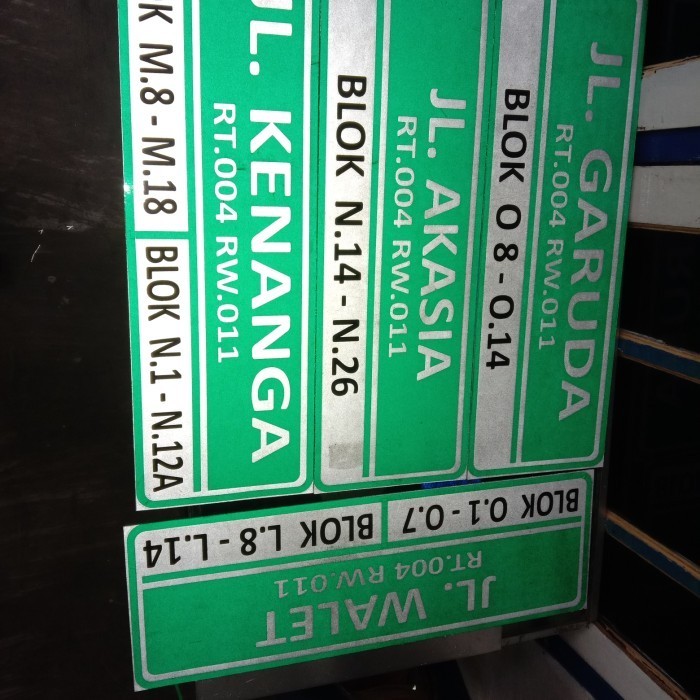 JL. GARUDA
RT.004 RW.011
BLOK O 8 - O.14
JL. AKASIA
RT.004 RW.011
BLOK N.14 - N.26
JL. KENANGA
RT.004 RW.011
K M.8 - M.18 BLOK N.1 - N.12A
JL. WALET
RT.004 RW.011
BLOK O.1 - O.7 BLOK L.8 - L.14